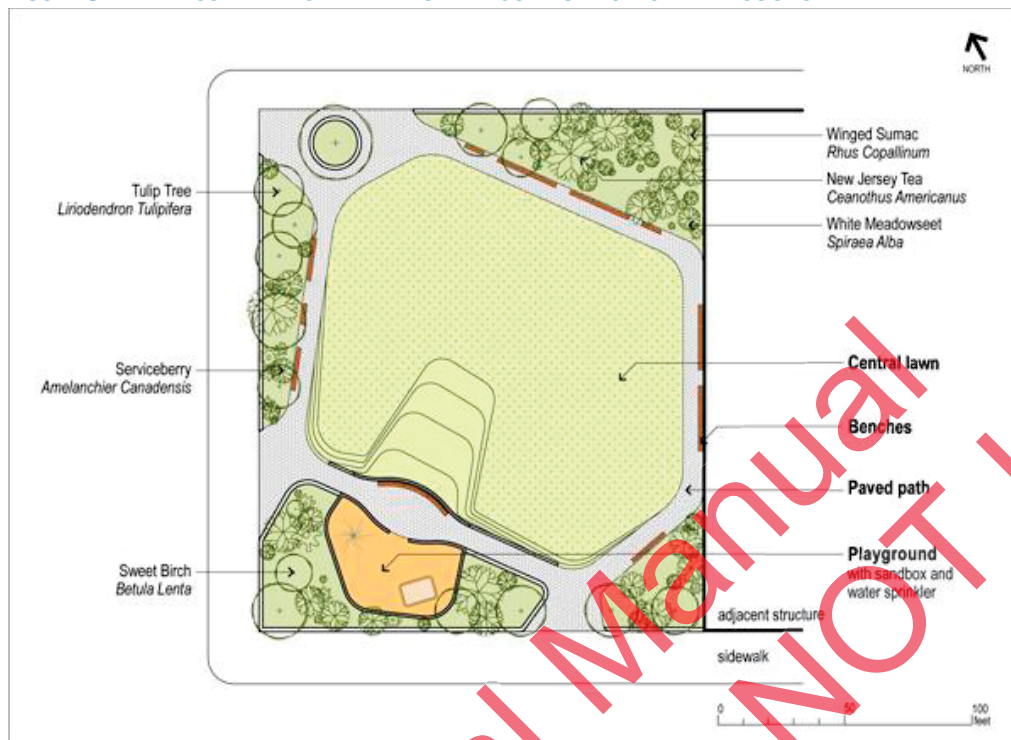 NORTH
Winged Sumac
Rhus Copallinum
New Jersey Tea
Ceanothus Americanus
White Meadowseet
Spiraea Alba
Tulip Tree
Liriodendron Tulipifera
Serviceberry
Amelanchier Canadensis
Central lawn
Benches
Paved path
Playground
with sandbox and
water sprinkler
Sweet Birch
Betula Lenta
adjacent structure
sidewalk
0 50 100
feet
Manual
NOT